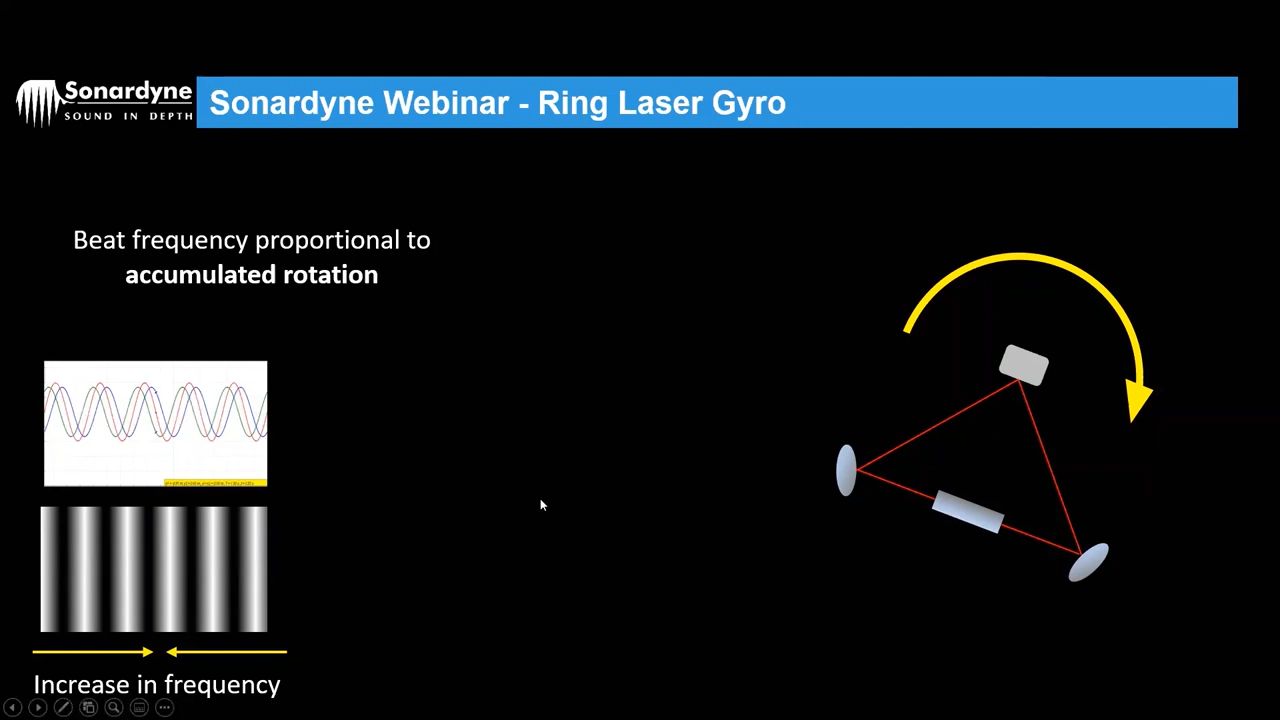 Sonardyne
SOUND IN DEPTH
Sonardyne Webinar - Ring Laser Gyro
Beat frequency proportional to
accumulated rotation
Increase in frequency